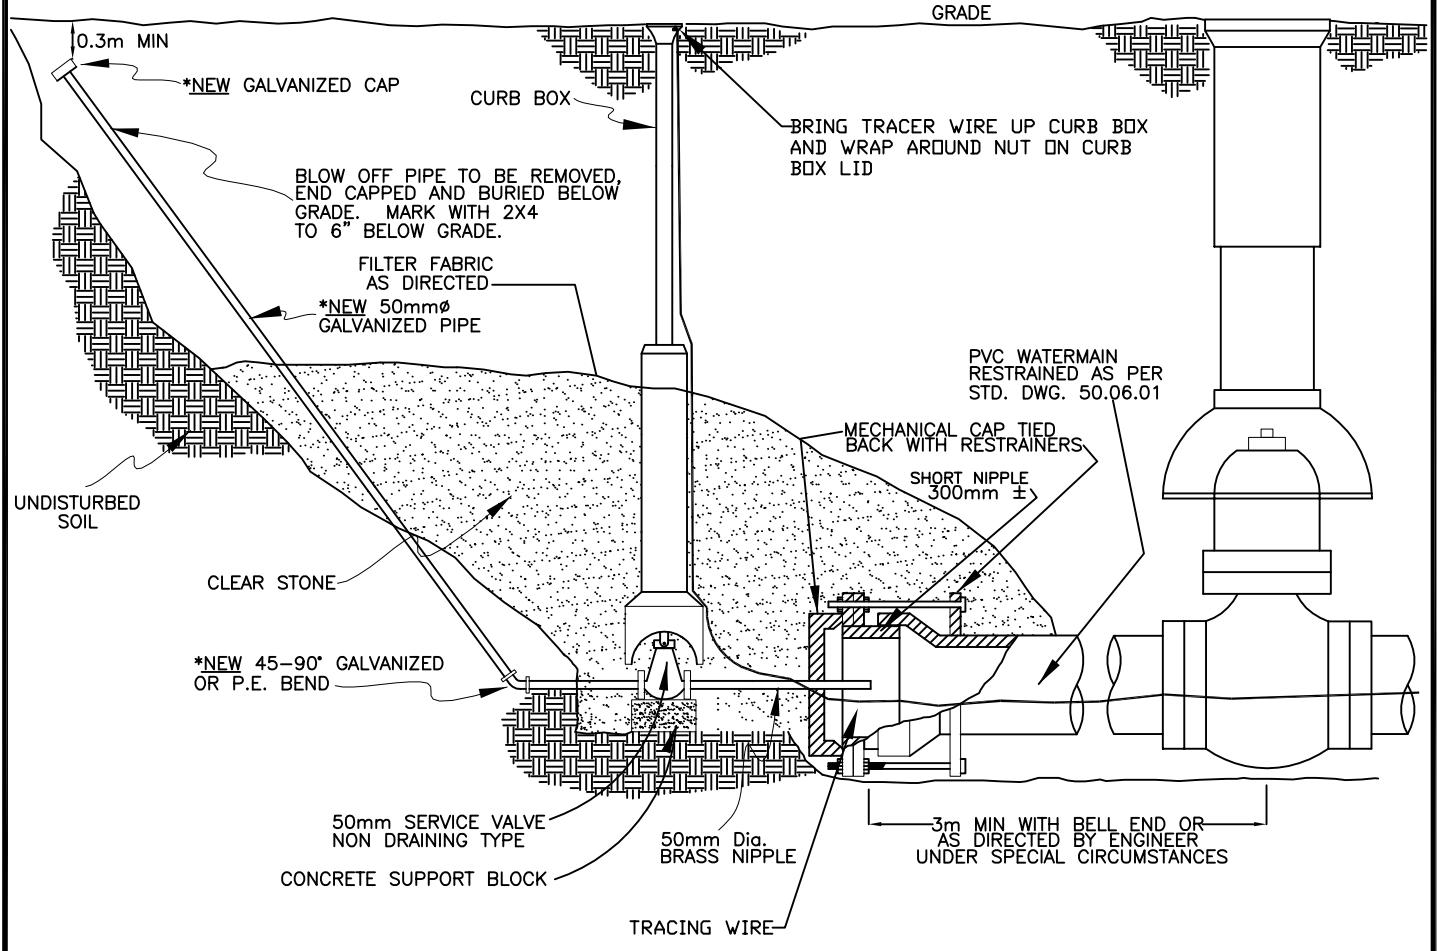 GRADE
0.3m MIN
*NEW GALVANIZED CAP
CURB BOX
BRING TRACER WIRE UP CURB BOX
AND WRAP AROUND NUT ON CURB
BOX LID
BLOW OFF PIPE TO BE REMOVED,
END CAPPED AND BURIED BELOW
GRADE. MARK WITH 2X4
TO 6" BELOW GRADE.
FILTER FABRIC
AS DIRECTED
*NEW 50mmø
GALVANIZED PIPE
PVC WATERMAIN
RESTRAINED AS PER
STD. DWG. 50.06.01
MECHANICAL CAP TIED
BACK WITH RESTRAINERS
SHORT NIPPLE
300mm ±
UNDISTURBED
SOIL
CLEAR STONE
*NEW 45-90° GALVANIZED
OR P.E. BEND
50mm SERVICE VALVE
NON DRAINING TYPE
50mm Dia.
BRASS NIPPLE
3m MIN WITH BELL END OR
AS DIRECTED BY ENGINEER
UNDER SPECIAL CIRCUMSTANCES
CONCRETE SUPPORT BLOCK
TRACING WIRE